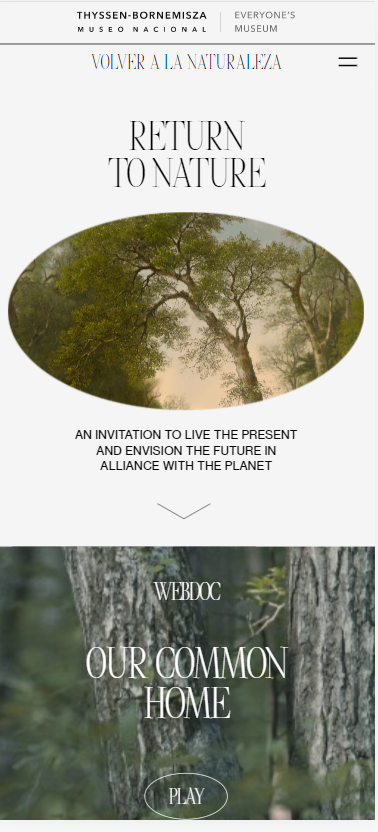 THYSSEN-BORNEMISZA
MUSEO NACIONAL
EVERYONE'S
MUSEUM
VOLVER A LA NATURALEZA
RETURN
TO NATURE
AN INVITATION TO LIVE THE PRESENT
AND ENVISION THE FUTURE IN
ALLIANCE WITH THE PLANET
WEBDOC
OUR COMMON
HOME
PLAY